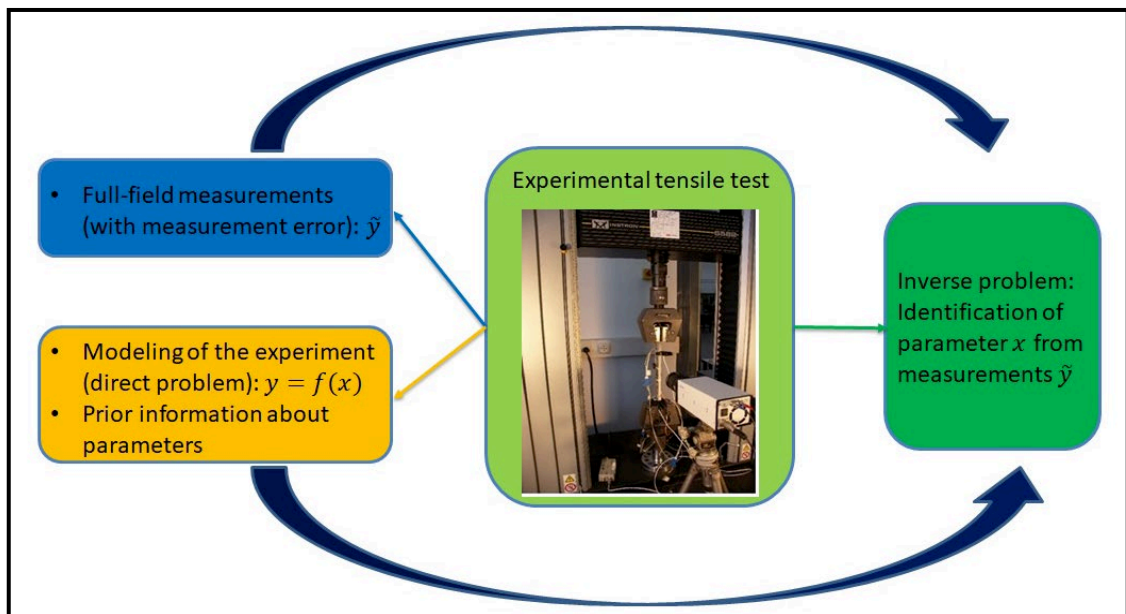 • Full-field measurements
(with measurement error): ỹ
• Modeling of the experiment
(direct problem): y = f(x)
• Prior information about
parameters
Experimental tensile test
INSTRON
Inverse problem:
Identification of
parameter x from
measurements ỹ